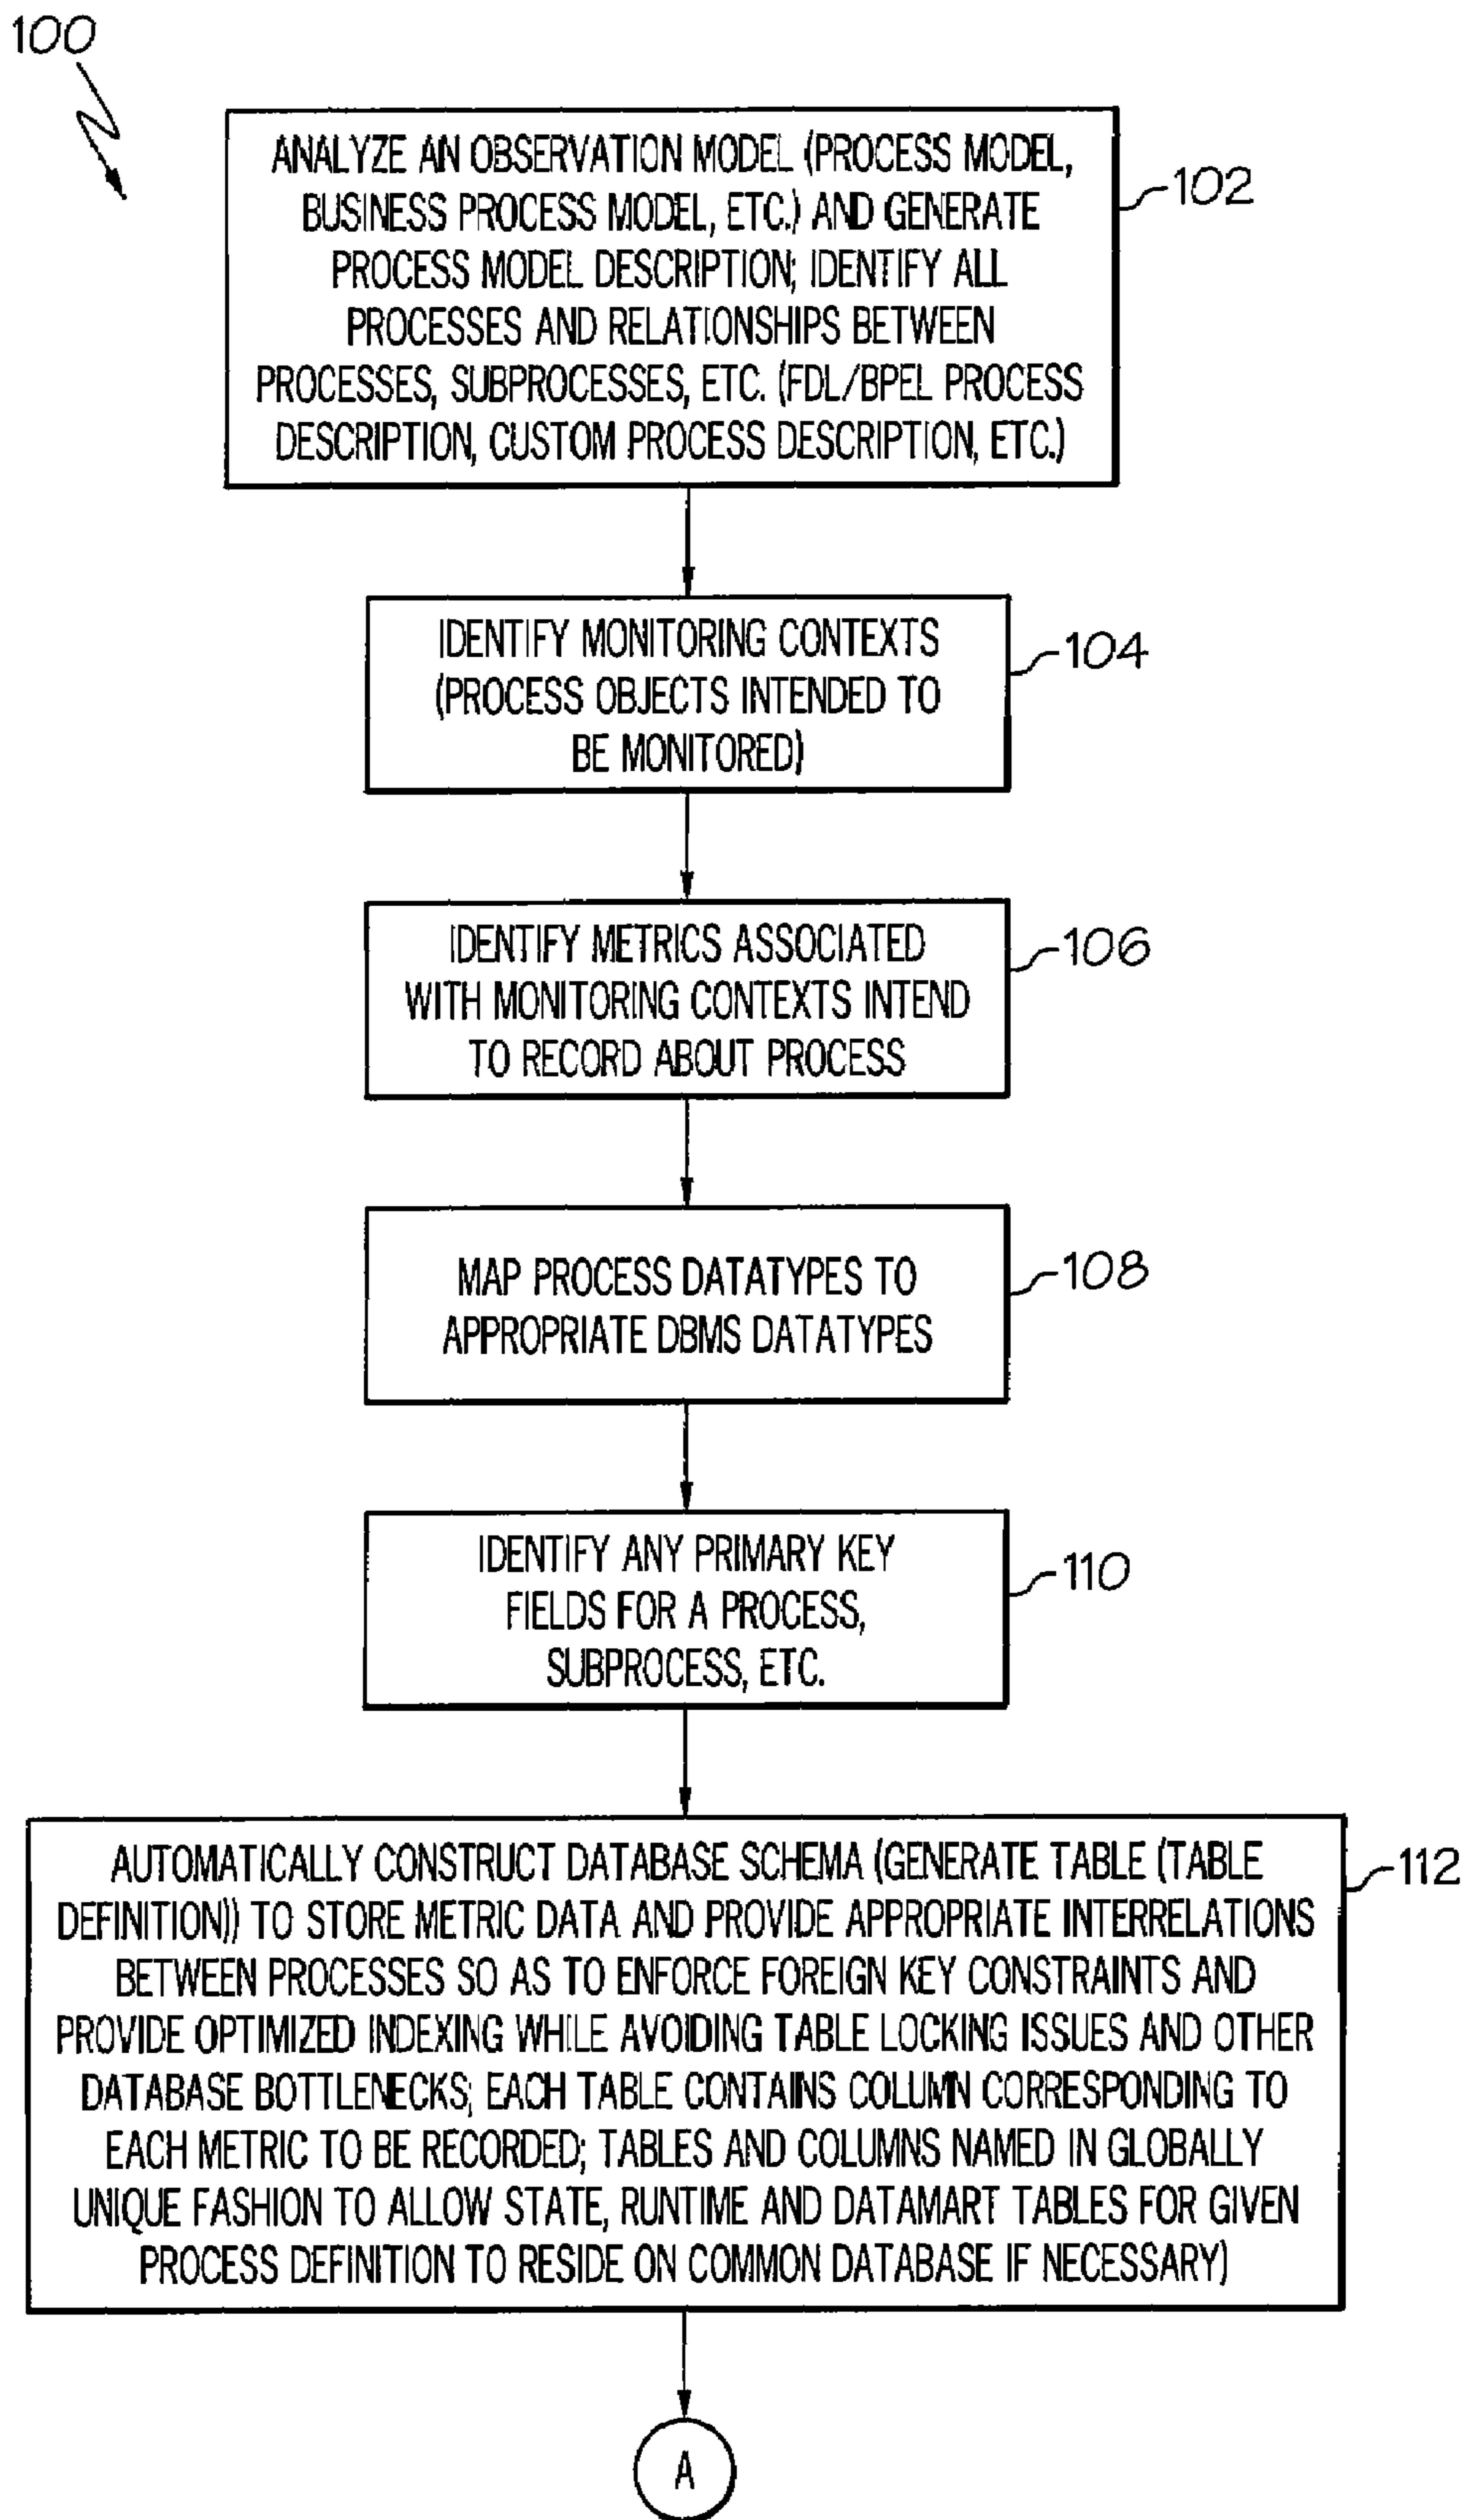 100
ANALYZE AN OBSERVATION MODEL (PROCESS MODEL,
BUSINESS PROCESS MODEL, ETC.) AND GENERATE
PROCESS MODEL DESCRIPTION; IDENTIFY ALL
PROCESSES AND RELATIONSHIPS BETWEEN
PROCESSES, SUBPROCESSES, ETC. (FDL/BPEL PROCESS
DESCRIPTION, CUSTOM PROCESS DESCRIPTION, ETC.)
102
IDENTIFY MONITORING CONTEXTS
(PROCESS OBJECTS INTENDED TO
BE MONITORED)
104
IDENTIFY METRICS ASSOCIATED
WITH MONITORING CONTEXTS INTEND
TO RECORD ABOUT PROCESS
106
MAP PROCESS DATATYPES TO
APPROPRIATE DBMS DATATYPES
108
IDENTIFY ANY PRIMARY KEY
FIELDS FOR A PROCESS,
SUBPROCESS, ETC.
110
AUTOMATICALLY CONSTRUCT DATABASE SCHEMA (GENERATE TABLE (TABLE
DEFINITION)) TO STORE METRIC DATA AND PROVIDE APPROPRIATE INTERRELATIONS
BETWEEN PROCESSES SO AS TO ENFORCE FOREIGN KEY CONSTRAINTS AND
PROVIDE OPTIMIZED INDEXING WHILE AVOIDING TABLE LOCKING ISSUES AND OTHER
DATABASE BOTTLENECKS; EACH TABLE CONTAINS COLUMN CORRESPONDING TO
EACH METRIC TO BE RECORDED; TABLES AND COLUMNS NAMED IN GLOBALLY
UNIQUE FASHION TO ALLOW STATE, RUNTIME AND DATAMART TABLES FOR GIVEN
PROCESS DEFINITION TO RESIDE ON COMMON DATABASE IF NECESSARY)
112
A